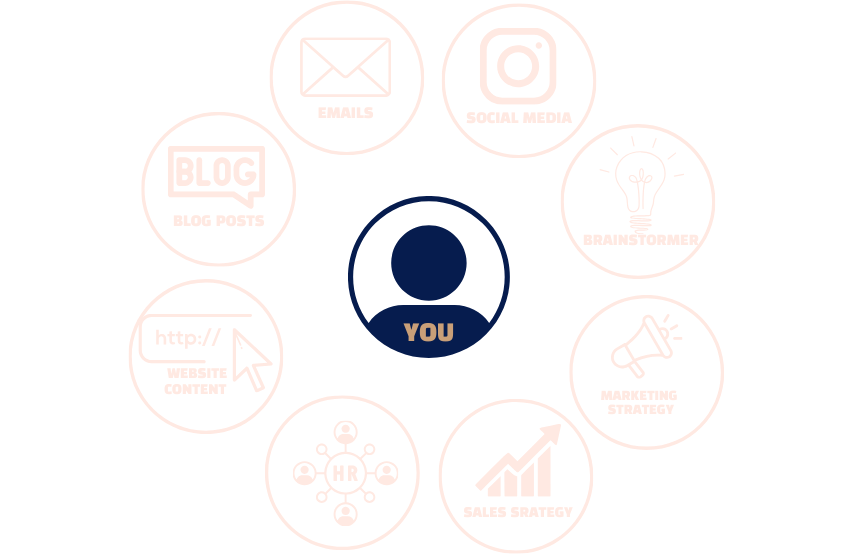 EMAILS
SOCIAL MEDIA
BLOG
BLOG POSTS
BRAINSTORMER
YOU
http://
WEBSITE
CONTENT
MARKETING
STRATEGY
HR
SALES SRATEGY